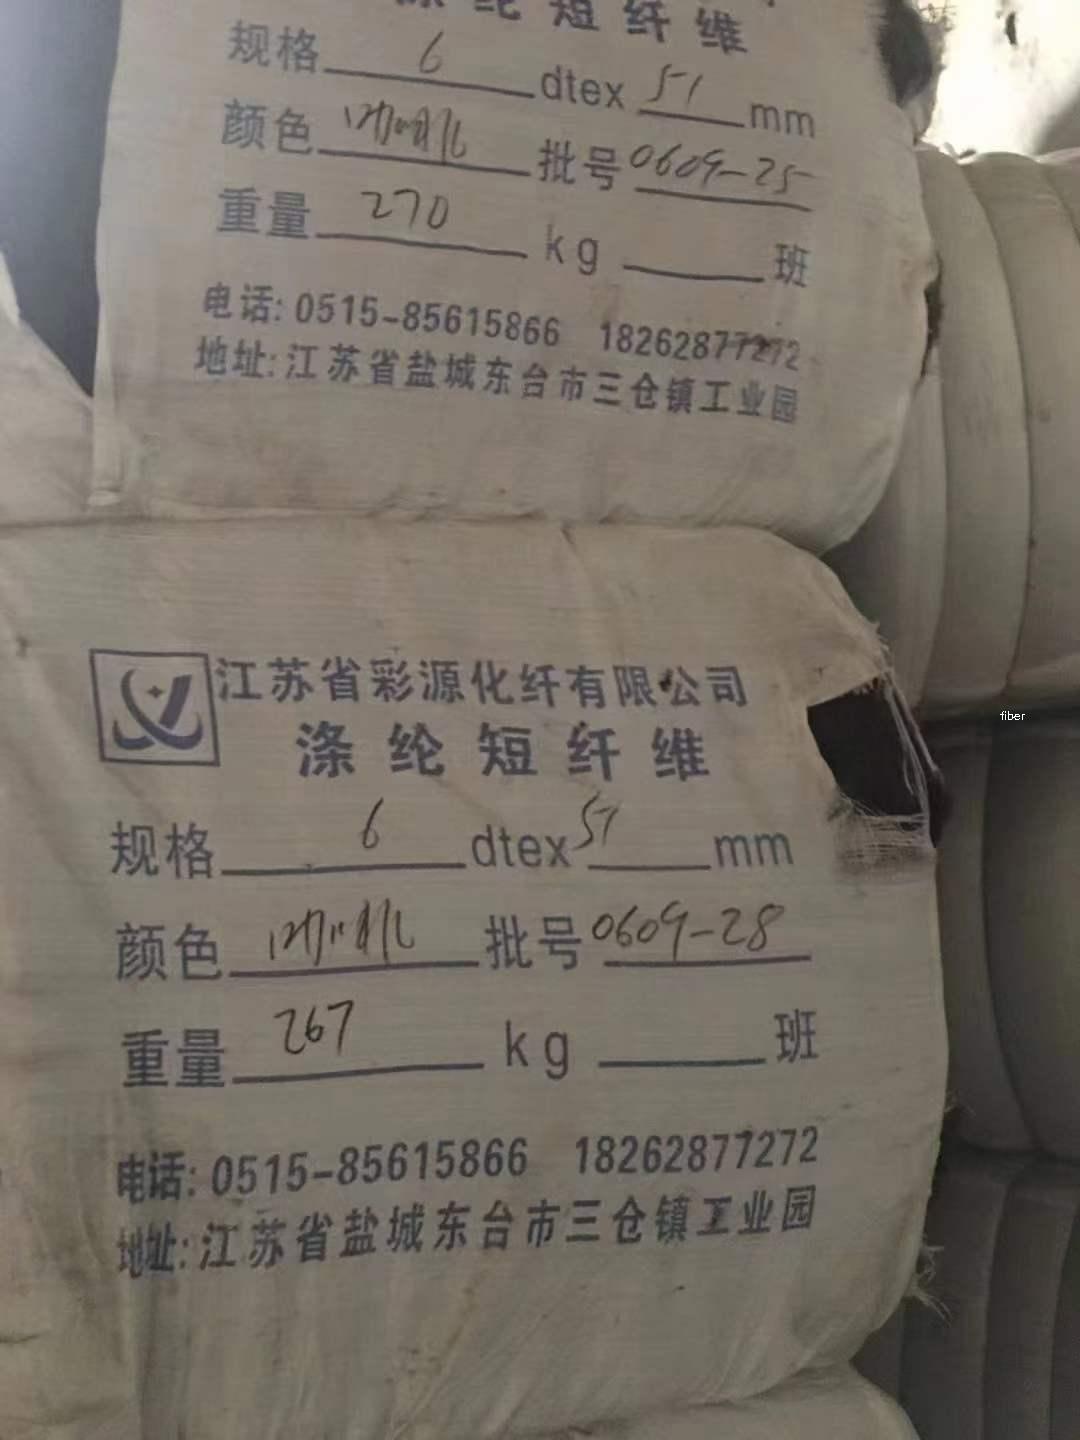 涤纶短纤维
规格 6 dtex 51 mm
颜色 咖啡 批号 0609-25
重量 270 kg 班
电话: 0515-85615866 18262877272
地址: 江苏省盐城东台市三仓镇工业园
江苏省彩源化纤有限公司
涤纶短纤维
fiber
规格 6 dtex 51 mm
颜色 咖啡 批号 0609-28
重量 267 kg 班
电话: 0515-85615866 18262877272
地址: 江苏省盐城东台市三仓镇工业园